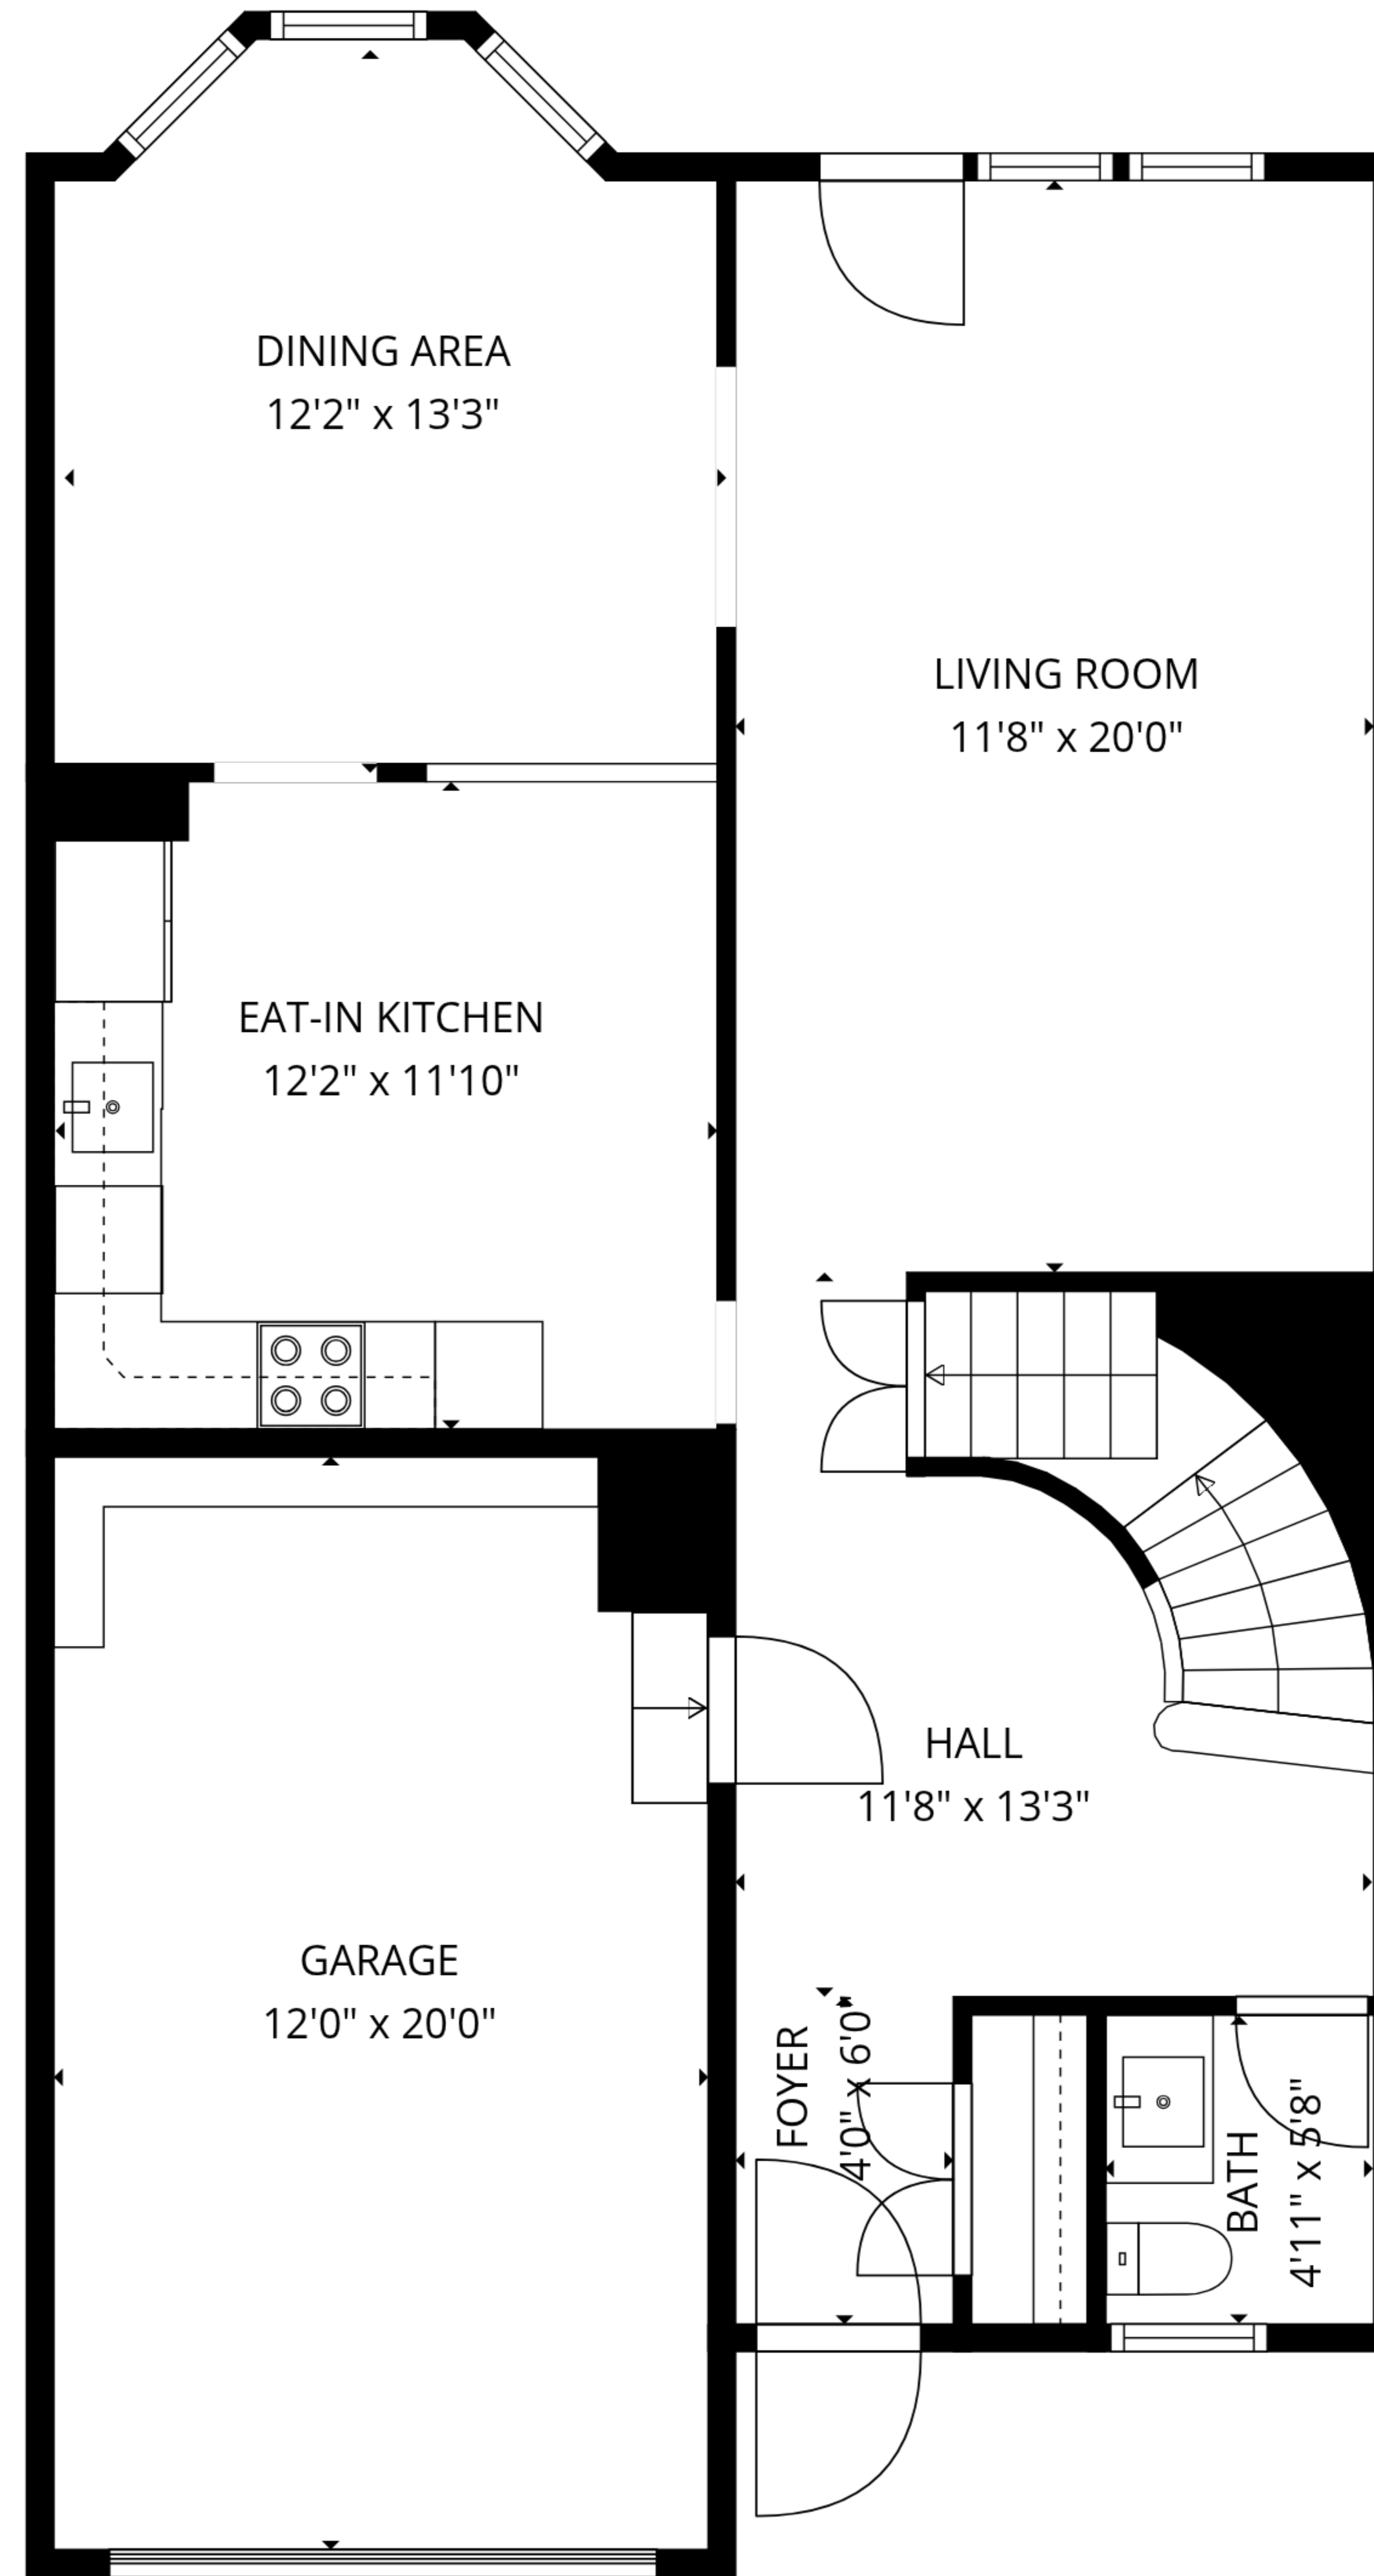 DINING AREA
12'2" x 13'3"
LIVING ROOM
11'8" x 20'0"
EAT-IN KITCHEN
12'2" x 11'10"
HALL
11'8" x 13'3"
GARAGE
12'0" x 20'0"
FOYER
4'0" x 6'0"
BATH
4'11" x 5'8"